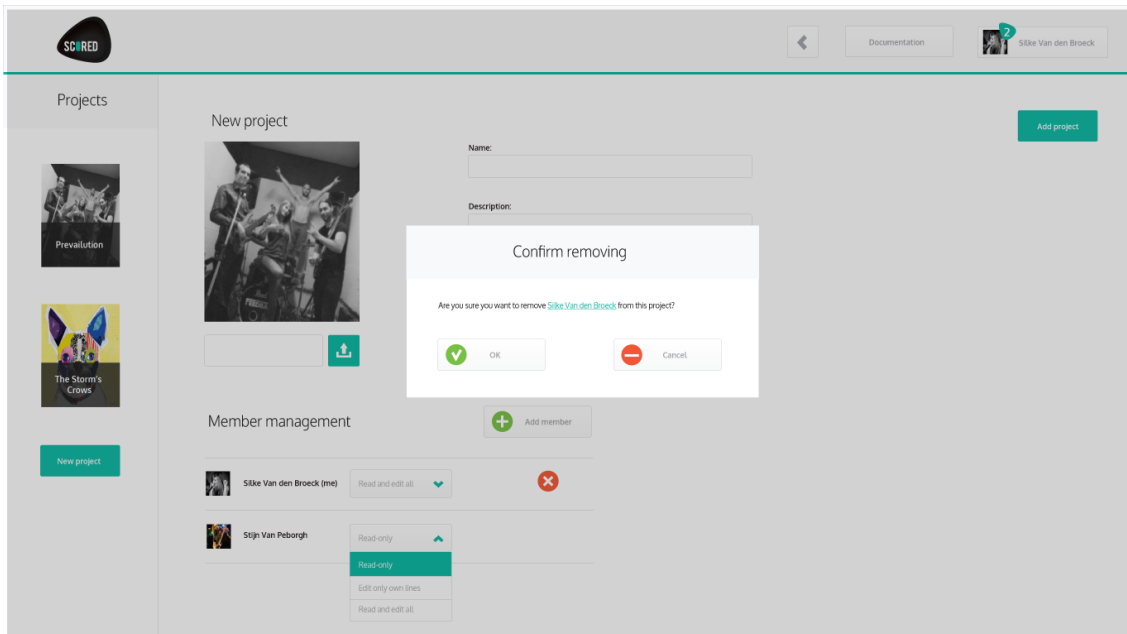 SCORED
Documentation
2
Silke Van den Broeck
Projects
Prevailution
The Storm's
Crows
New project
New project
Add project
Name:
Description:
Confirm removing
Are you sure you want to remove Silke Van den Broeck from this project?
OK
Cancel
Member management
Add member
Silke Van den Broeck (me)
Read and edit all
Stijn Van Peborgh
Read-only
Read-only
Edit only own lines
Read and edit all